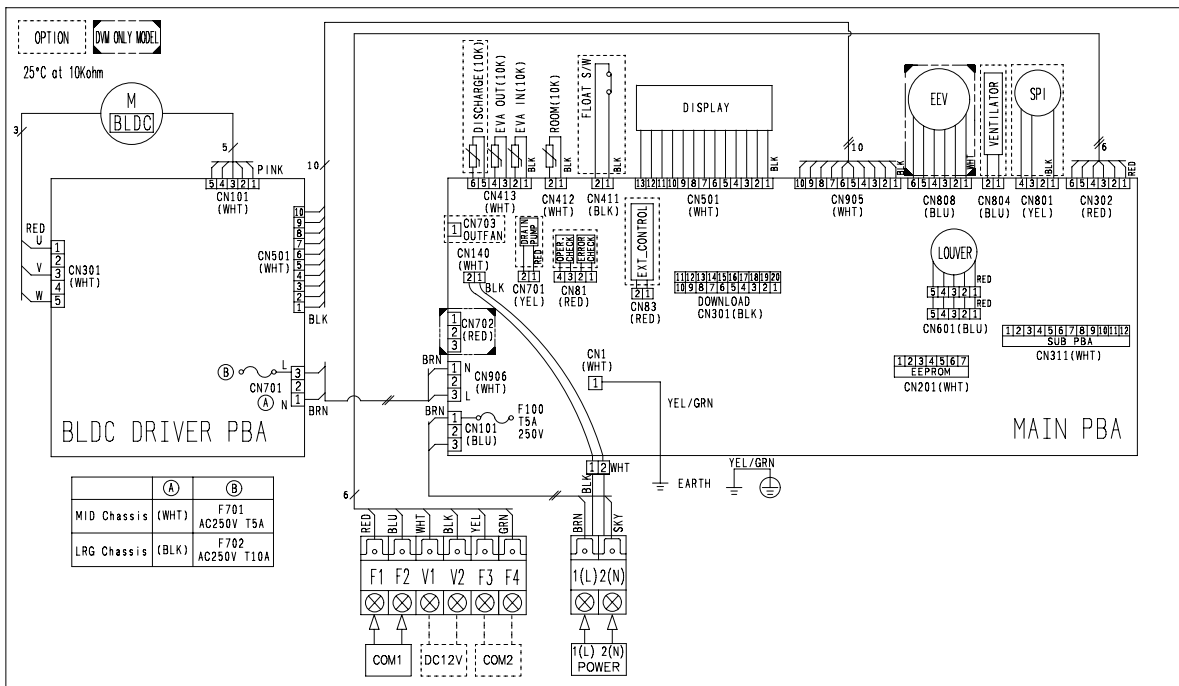 OPTION
DVM ONLY MODEL
25°C at 10Kohm
M
BLDC
3
5
PINK
10
5 4 3 2 1
CN101
(WHT)
RED
U
V
W
1
2
3
4
5
CN301
(WHT)
10
9
8
7
6
5
4
3
2
1
CN501
(WHT)
BLK
B
L
3
2
1
CN701
A
N
BRN
BLDC DRIVER PBA
A
B
MID Chassis
(WHT)
F701
AC250V T5A
LRG Chassis
(BLK)
F702
AC250V T10A
DISCHARGE(10K)
EVA OUT(10K)
EVA IN(10K)
BLK
6 5 4 3 2 1
CN413
(WHT)
ROOM(10K)
BLK
2 1
CN412
(WHT)
FLOAT S/W
2 1
CN411
(BLK)
DISPLAY
BLK
13 12 11 10 9 8 7 6 5 4 3 2 1
CN501
(WHT)
10
10 9 8 7 6 5 4 3 2 1
CN905
(WHT)
EEV
BLK
WHT
6 5 4 3 2 1
CN808
(BLU)
VENTILATOR
2 1
CN804
(BLU)
SPI
BLK
4 3 2 1
CN801
(YEL)
6
RED
6 5 4 3 2 1
CN302
(RED)
1
CN703
OUTFAN
CN140
(WHT)
2 1
BLK
DRAIN
PUMP
RED
2 1
CN701
(YEL)
OPER.
CHECK
ERROR
CHECK
4 3 2 1
CN81
(RED)
EXT_CONTROL
2 1
CN83
(RED)
11 12 13 14 15 16 17 18 19 20
10 9 8 7 6 5 4 3 2 1
DOWNLOAD
CN301(BLK)
LOUVER
RED
5 4 3 2 1
RED
5 4 3 2 1
CN601(BLU)
1 2 3 4 5 6 7 8 9 10 11 12
SUB PBA
CN311(WHT)
1 2 3 4 5 6 7
EEPROM
CN201(WHT)
1
2
3
CN702
(RED)
BRN
1
2
3
N
L
CN906
(WHT)
BRN
1
2
3
CN101
(BLU)
F100
T5A
250V
CN1
(WHT)
1
YEL/GRN
MAIN PBA
1 2
WHT
BLK
EARTH
YEL/GRN
6
RED
BLU
WHT
BLK
YEL
GRN
F1 F2 V1 V2 F3 F4
COM1
DC12V
COM2
BRN
SKY
1(L) 2(N)
1(L) 2(N)
POWER